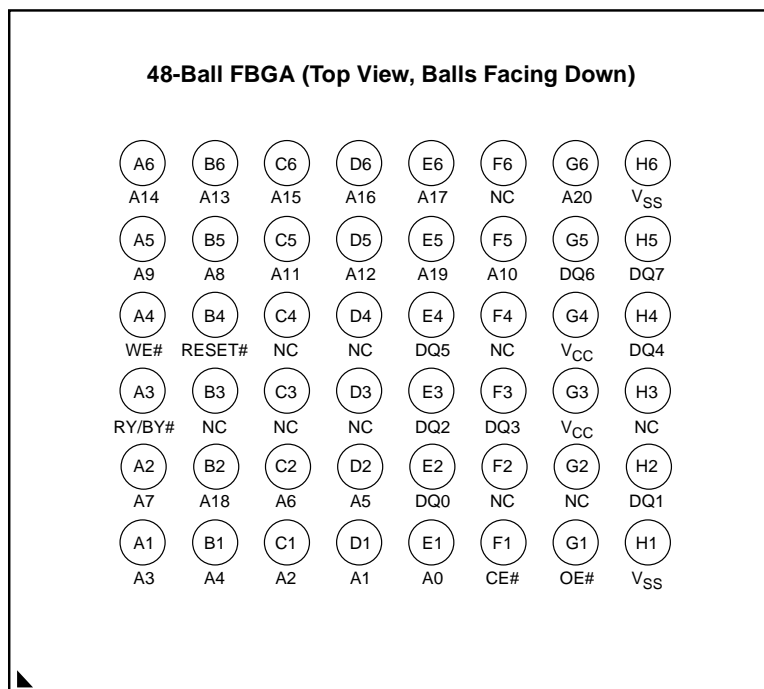 48-Ball FBGA (Top View, Balls Facing Down)
A6 B6 C6 D6 E6 F6 G6 H6
A14 A13 A15 A16 A17 NC A20 VSS
A5 B5 C5 D5 E5 F5 G5 H5
A9 A8 A11 A12 A19 A10 DQ6 DQ7
A4 B4 C4 D4 E4 F4 G4 H4
WE# RESET# NC NC DQ5 NC VCC DQ4
A3 B3 C3 D3 E3 F3 G3 H3
RY/BY# NC NC NC DQ2 DQ3 VCC NC
A2 B2 C2 D2 E2 F2 G2 H2
A7 A18 A6 A5 DQ0 NC NC DQ1
A1 B1 C1 D1 E1 F1 G1 H1
A3 A4 A2 A1 A0 CE# OE# VSS